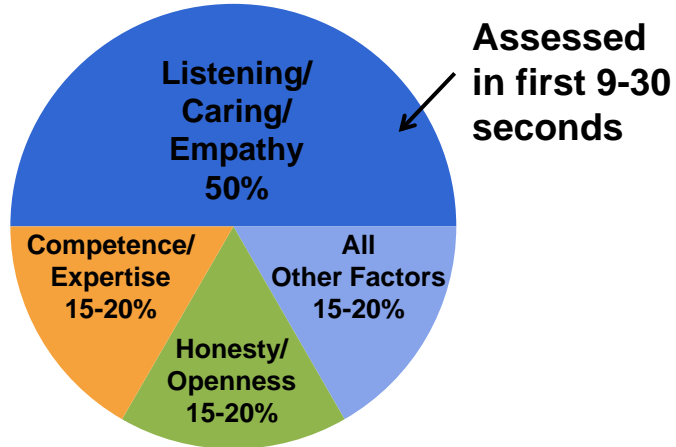 Listening/
Caring/
Empathy
50%
Assessed
in first 9-30
seconds
Competence/
Expertise
15-20%
All
Other Factors
15-20%
Honesty/
Openness
15-20%